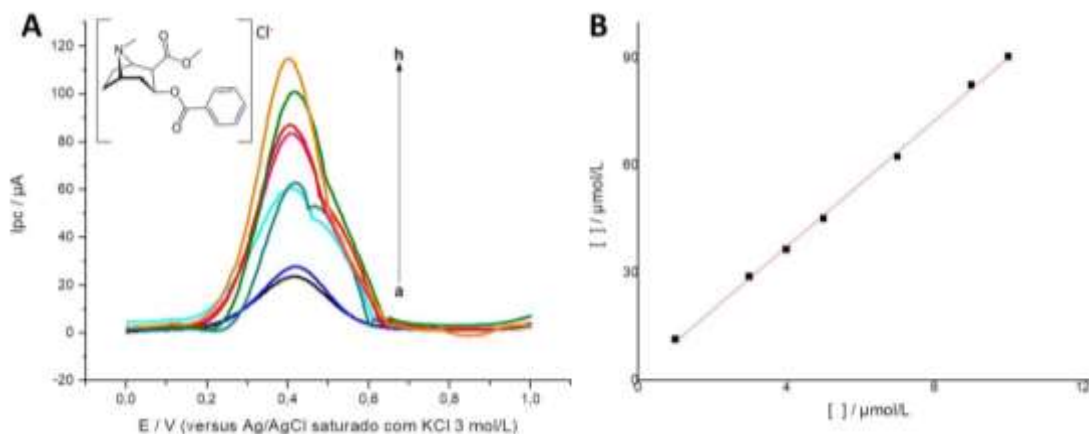 A
N
O
O
O
O
Cl-
h
a
120
100
80
60
40
20
0
-20
Ipc / µA
0,0 0,2 0,4 0,6 0,8 1,0
E / V (versus Ag/AgCl saturado com KCl 3 mol/L)
B
90
60
30
0
[ ] / µmol/L
0 4 8 12
[ ] / µmol/L